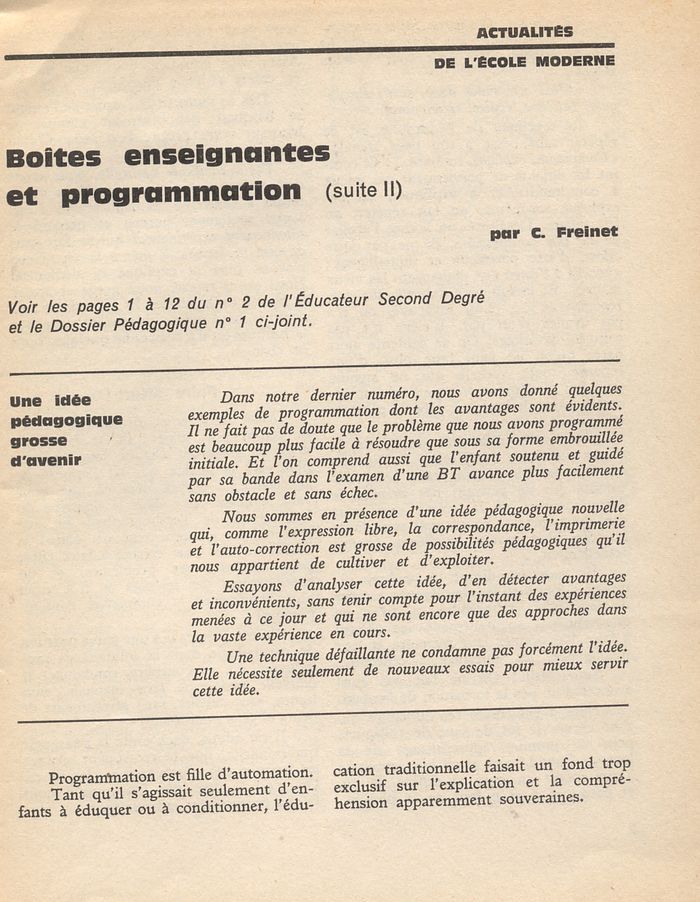 ACTUALITÉS
DE L'ÉCOLE MODERNE
Boîtes enseignantes
et programmation (suite II)
par C. Freinet
Voir les pages 1 à 12 du n° 2 de l'Éducateur Second Degré
et le Dossier Pédagogique n° 1 ci-joint.
Une idée
pédagogique
grosse
d'avenir
Dans notre dernier numéro, nous avons donné quelques
exemples de programmation dont les avantages sont évidents.
Il ne fait pas de doute que le problème que nous avons programmé
est beaucoup plus facile à résoudre que sous sa forme embrouillée
initiale. Et l'on comprend aussi que l'enfant soutenu et guidé
par sa bande dans l'examen d'une BT avance plus facilement
sans obstacle et sans échec.
Nous sommes en présence d'une idée pédagogique nouvelle
qui, comme l'expression libre, la correspondance, l'imprimerie
et l'auto-correction est grosse de possibilités pédagogiques qu'il
nous appartient de cultiver et d'exploiter.
Essayons d'analyser cette idée, d'en détecter avantages
et inconvénients, sans tenir compte pour l'instant des expériences
menées à ce jour et qui ne sont encore que des approches dans
la vaste expérience en cours.
Une technique défaillante ne condamne pas forcément l'idée.
Elle nécessite seulement de nouveaux essais pour mieux servir
cette idée.
Programmation est fille d'automation.
Tant qu'il s'agissait seulement d'en-
fants à éduquer ou à conditionner, l'édu-
cation traditionnelle faisait un fond trop
exclusif sur l'explication et la compré-
hension apparemment souveraines.